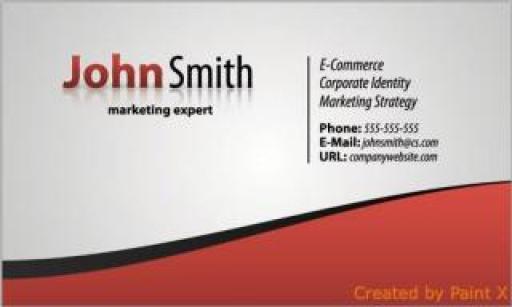 John Smith
marketing expert
E-Commerce
Corporate Identity
Marketing Strategy
Phone: 555-555-555
E-Mail: johnsmith@cs.com
URL: companywebsite.com
Created by Paint X